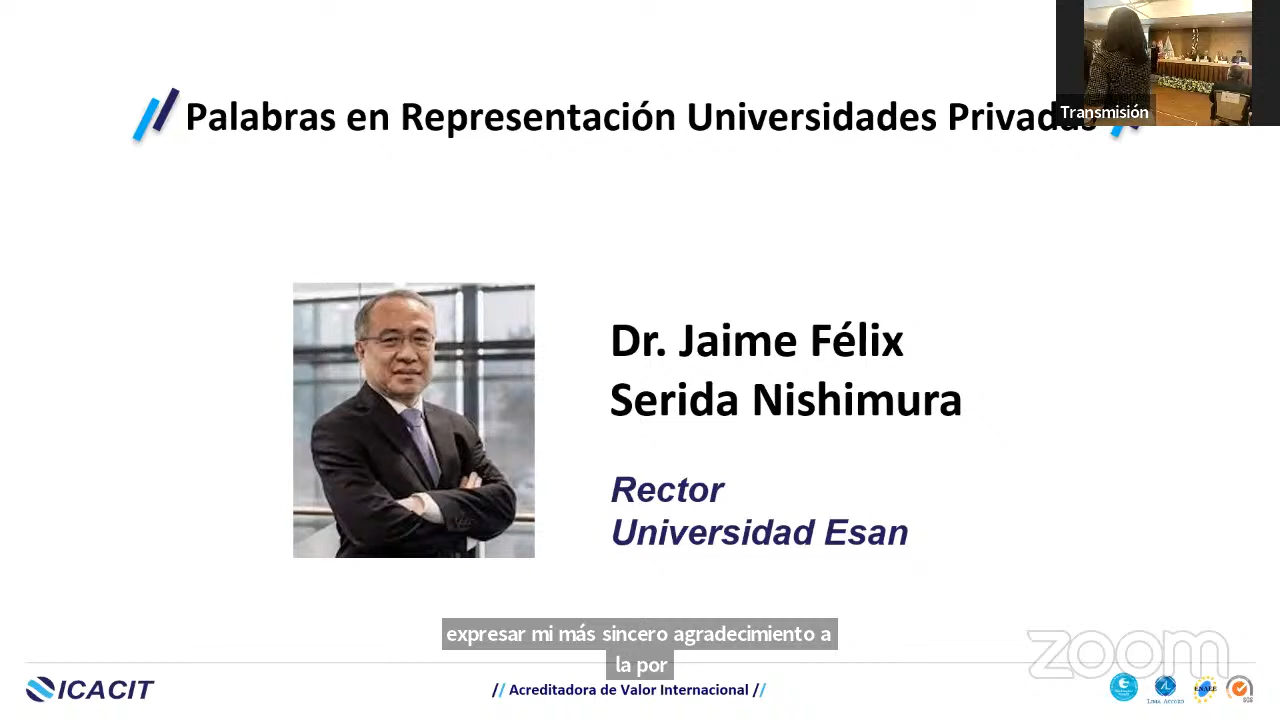 // Palabras en Representación Universidades Privadas //
Transmisión
Dr. Jaime Félix
Serida Nishimura
Rector
Universidad Esan
expresar mi más sincero agradecimiento a
la por
zoom
ICACIT
// Acreditadora de Valor Internacional //